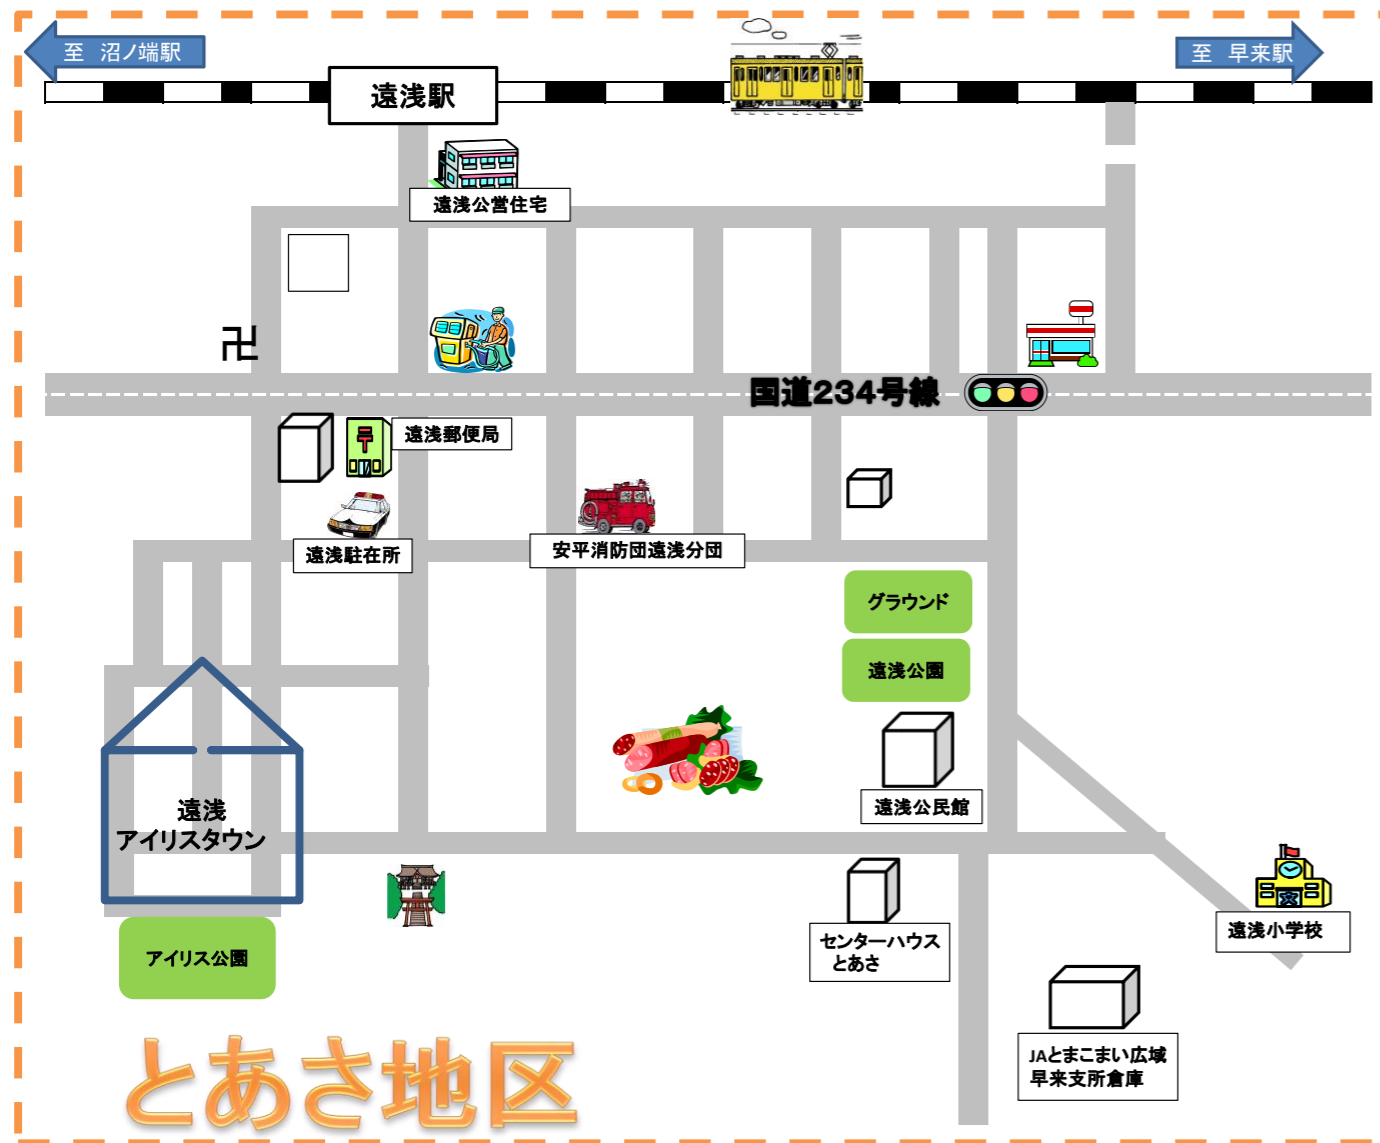 至 沼ノ端駅
至 早来駅
遠浅駅
遠浅公営住宅
卍
国道234号線
遠浅郵便局
遠浅駐在所
安平消防団遠浅分団
グラウンド
遠浅公園
遠浅公民館
遠浅
アイリスタウン
センターハウス
とあさ
遠浅小学校
アイリス公園
JAとまこまい広域
早来支所倉庫
とあさ地区